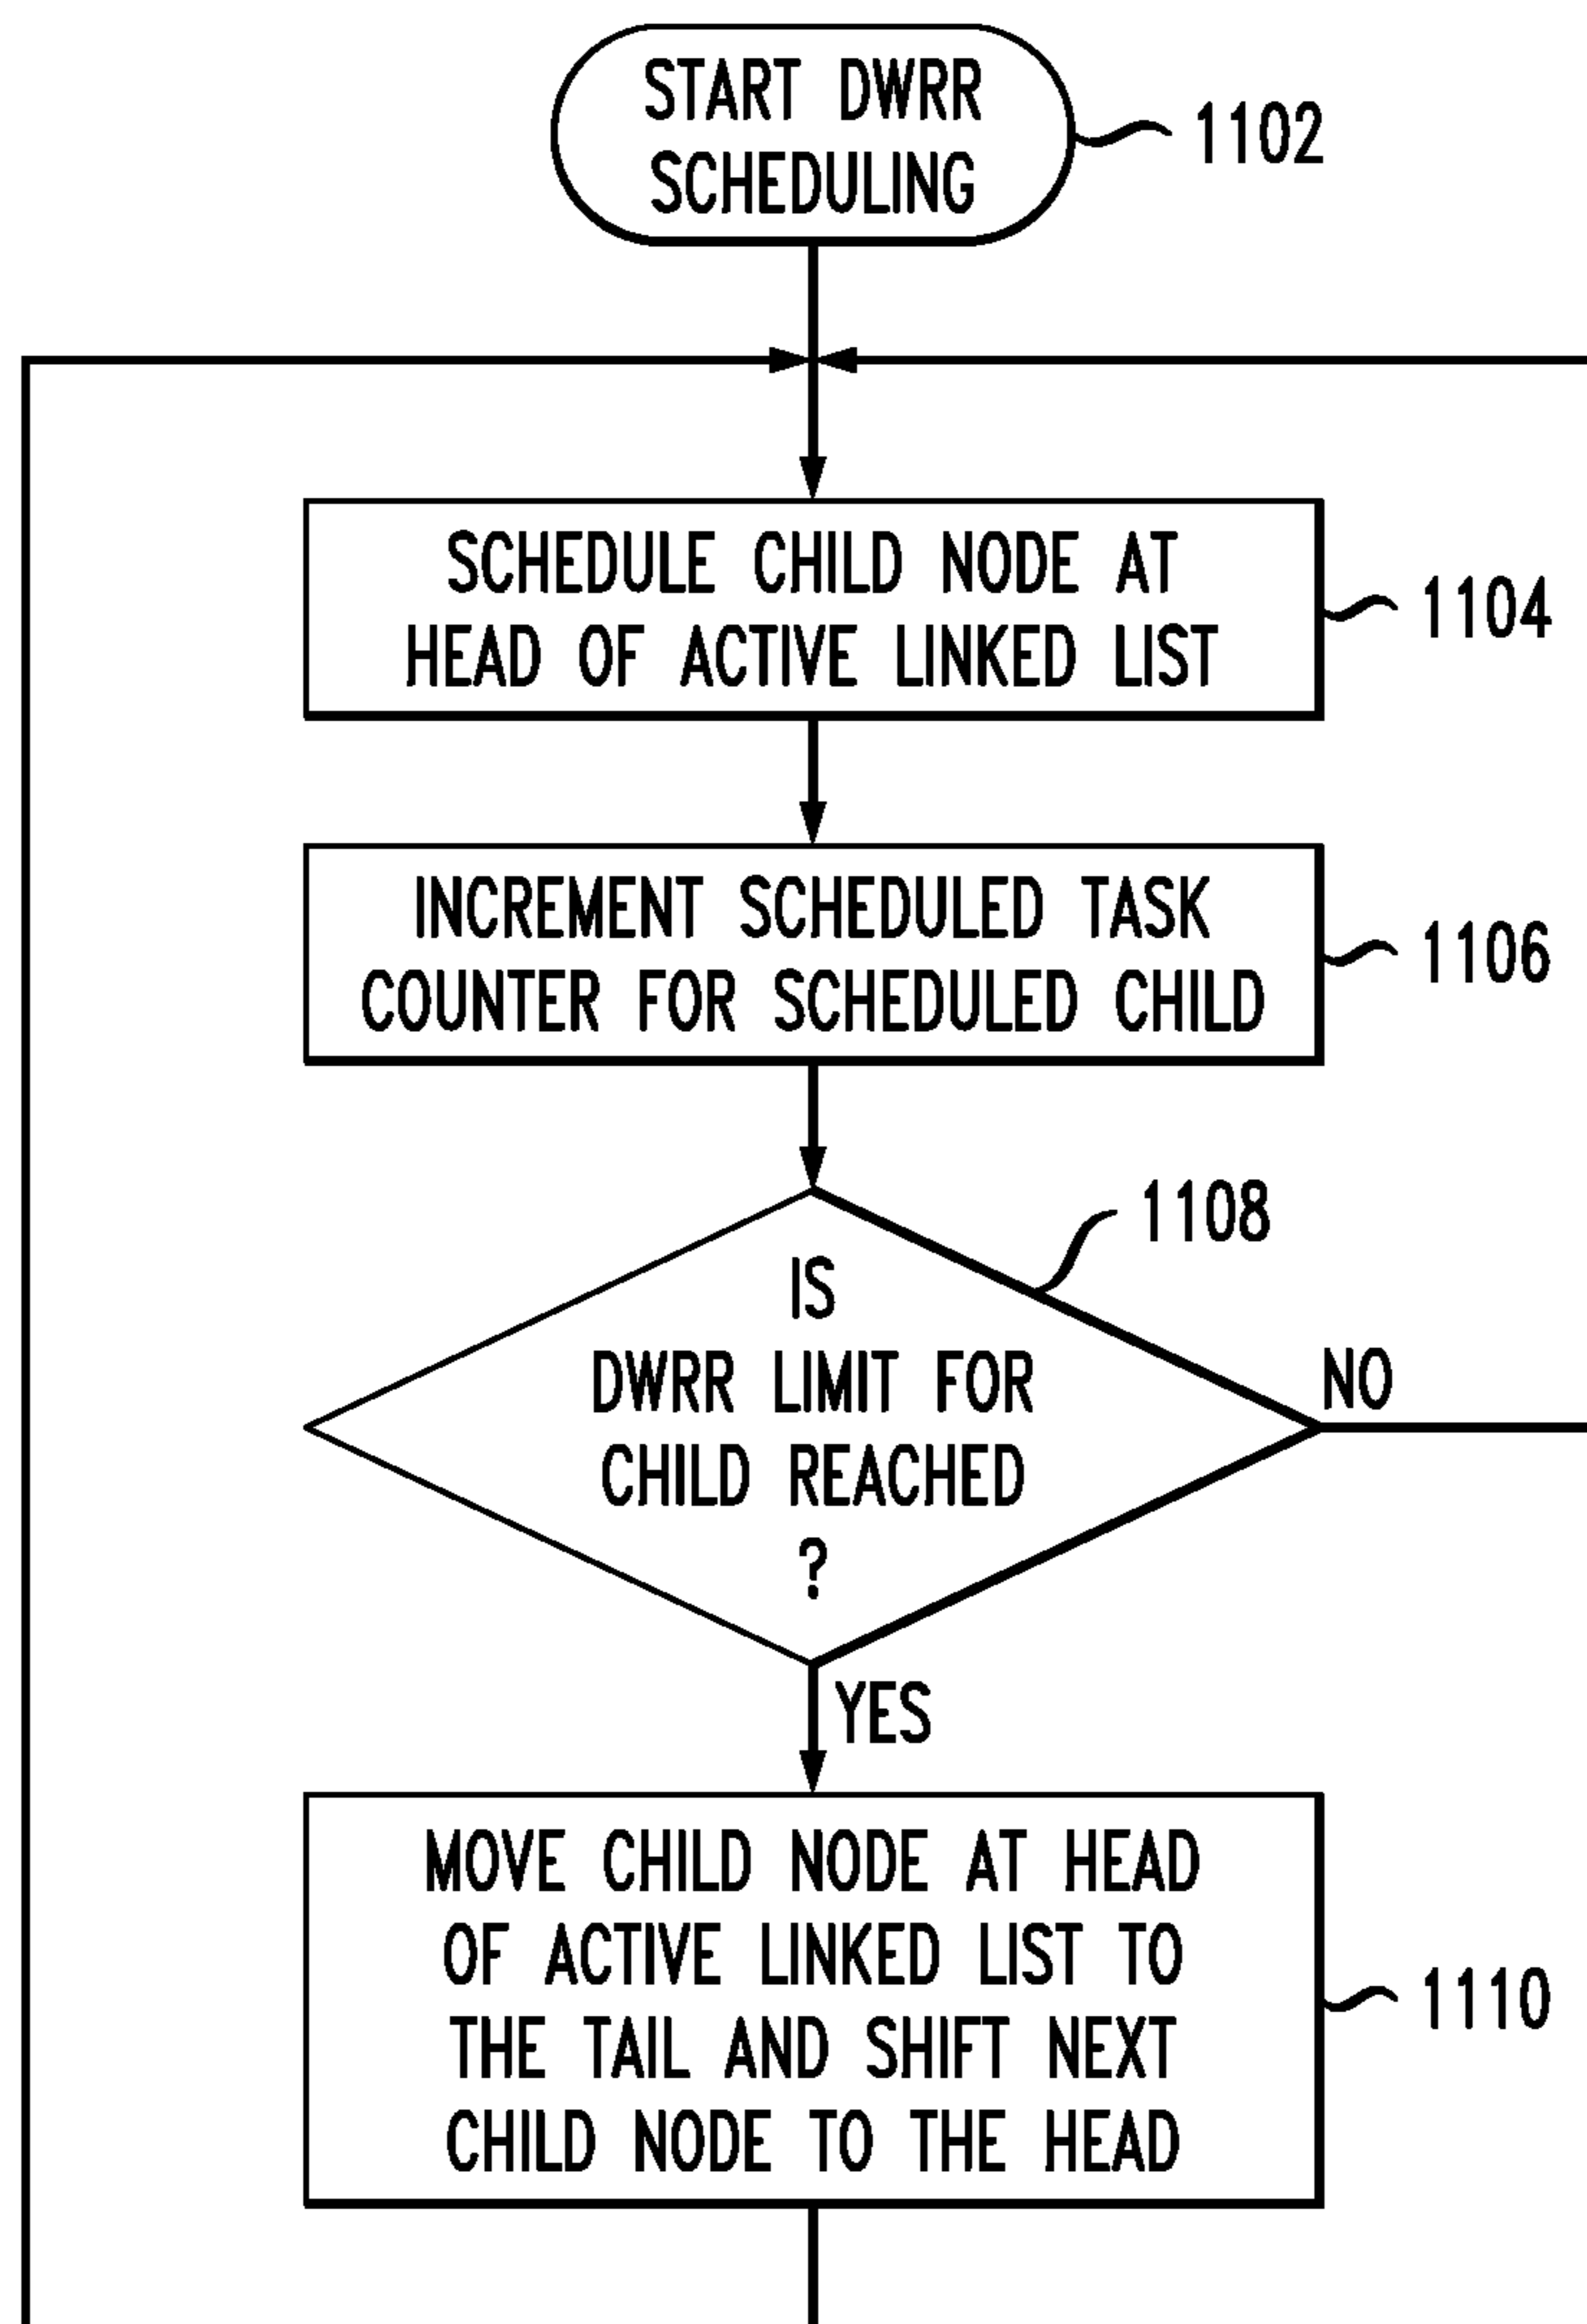 START DWRR
SCHEDULING
1102
SCHEDULE CHILD NODE AT
HEAD OF ACTIVE LINKED LIST
1104
INCREMENT SCHEDULED TASK
COUNTER FOR SCHEDULED CHILD
1106
1108
IS
DWRR LIMIT FOR
CHILD REACHED
?
NO
YES
MOVE CHILD NODE AT HEAD
OF ACTIVE LINKED LIST TO
THE TAIL AND SHIFT NEXT
CHILD NODE TO THE HEAD
1110